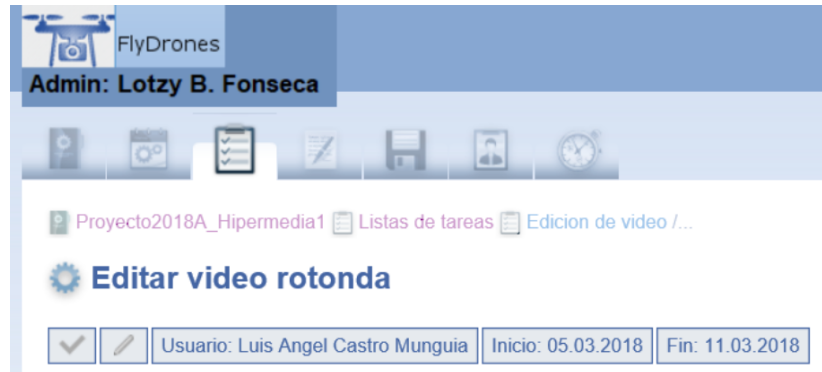 FlyDrones
Admin: Lotzy B. Fonseca
Proyecto2018A_Hipermedia1 Listas de tareas Edicion de video /...
Editar video rotonda
Usuario: Luis Angel Castro Munguia Inicio: 05.03.2018 Fin: 11.03.2018